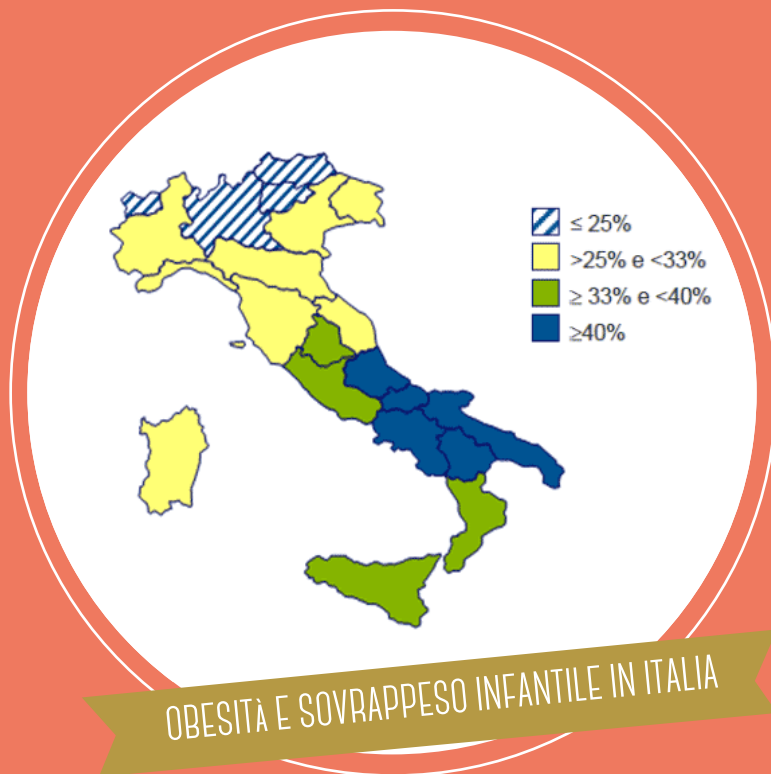 ≤ 25%
>25% e <33%
≥ 33% e <40%
≥40%
OBESITÀ E SOVRAPPESO INFANTILE IN ITALIA